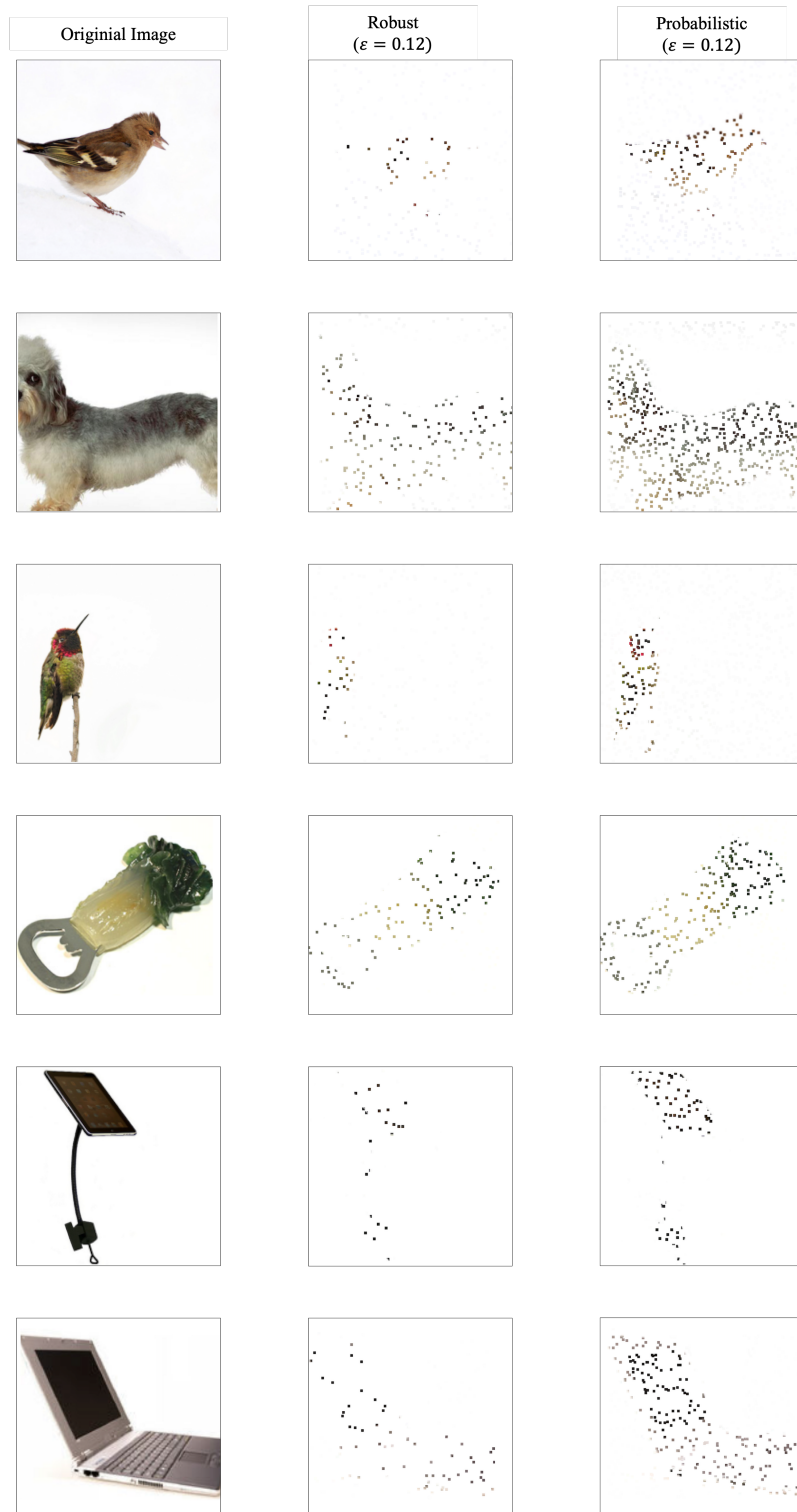 Originial Image
Robust
(ε = 0.12)
Probabilistic
(ε = 0.12)